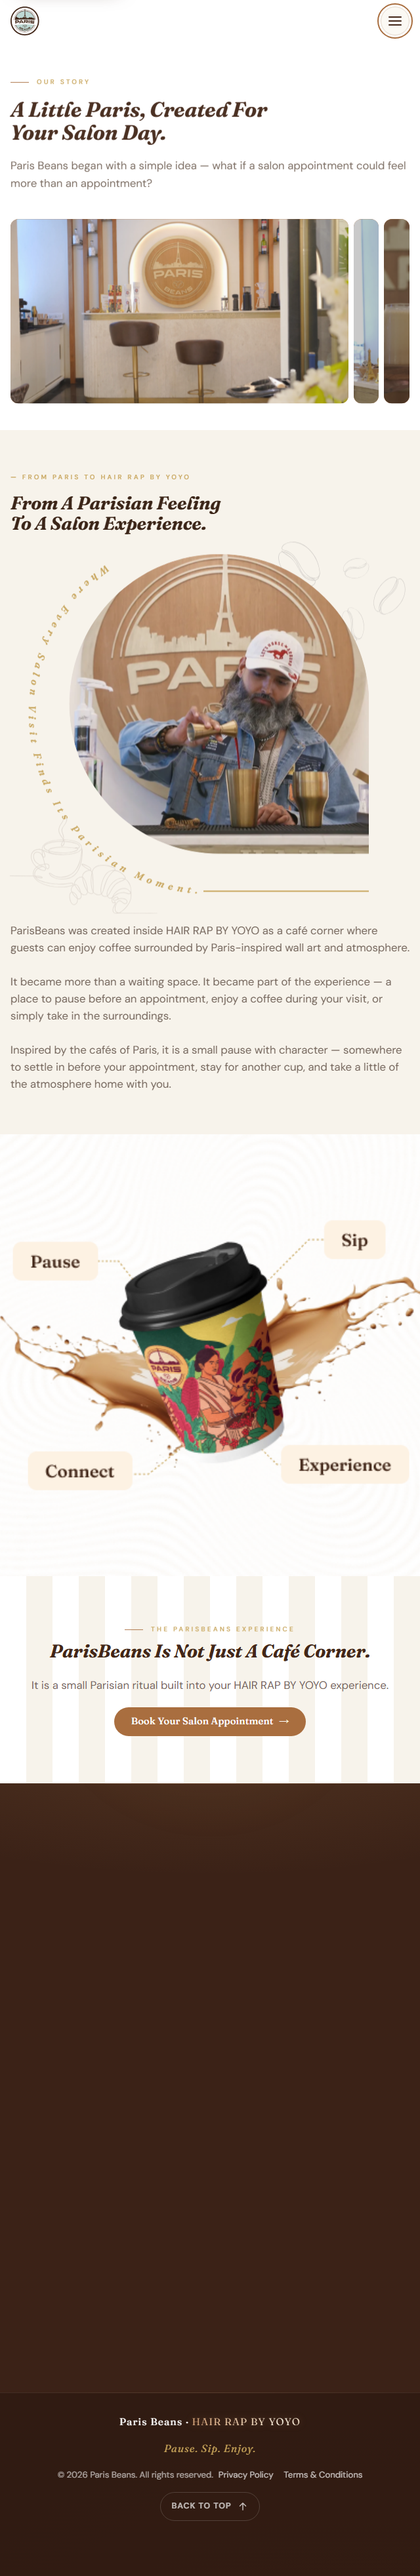 PARIS
OUR STORY
A Little Paris, Created For
Your Salon Day.
Paris Beans began with a simple idea — what if a salon appointment could feel
more than an appointment?
PARIS
BEANS
— FROM PARIS TO HAIR RAP BY YOYO
From A Parisian Feeling
To A Salon Experience.
Where Every Salon Visit Finds Its Parisian Moment.
ParisBeans was created inside HAIR RAP BY YOYO as a café corner where
guests can enjoy coffee surrounded by Paris-inspired wall art and atmosphere.
It became more than a waiting space. It became part of the experience — a
place to pause before an appointment, enjoy a coffee during your visit, or
simply take in the surroundings.
Inspired by the cafés of Paris, it is a small pause with character — somewhere
to settle in before your appointment, stay for another cup, and take a little of
the atmosphere home with you.
Sip
Pause
PARIS
Connect
Experience
THE PARISBEANS EXPERIENCE
ParisBeans Is Not Just A Café Corner.
It is a small Parisian ritual built into your HAIR RAP BY YOYO experience.
Book Your Salon Appointment →
Paris Beans · HAIR RAP BY YOYO
Pause. Sip. Enjoy.
© 2026 Paris Beans. All rights reserved. Privacy Policy Terms & Conditions
BACK TO TOP ↑